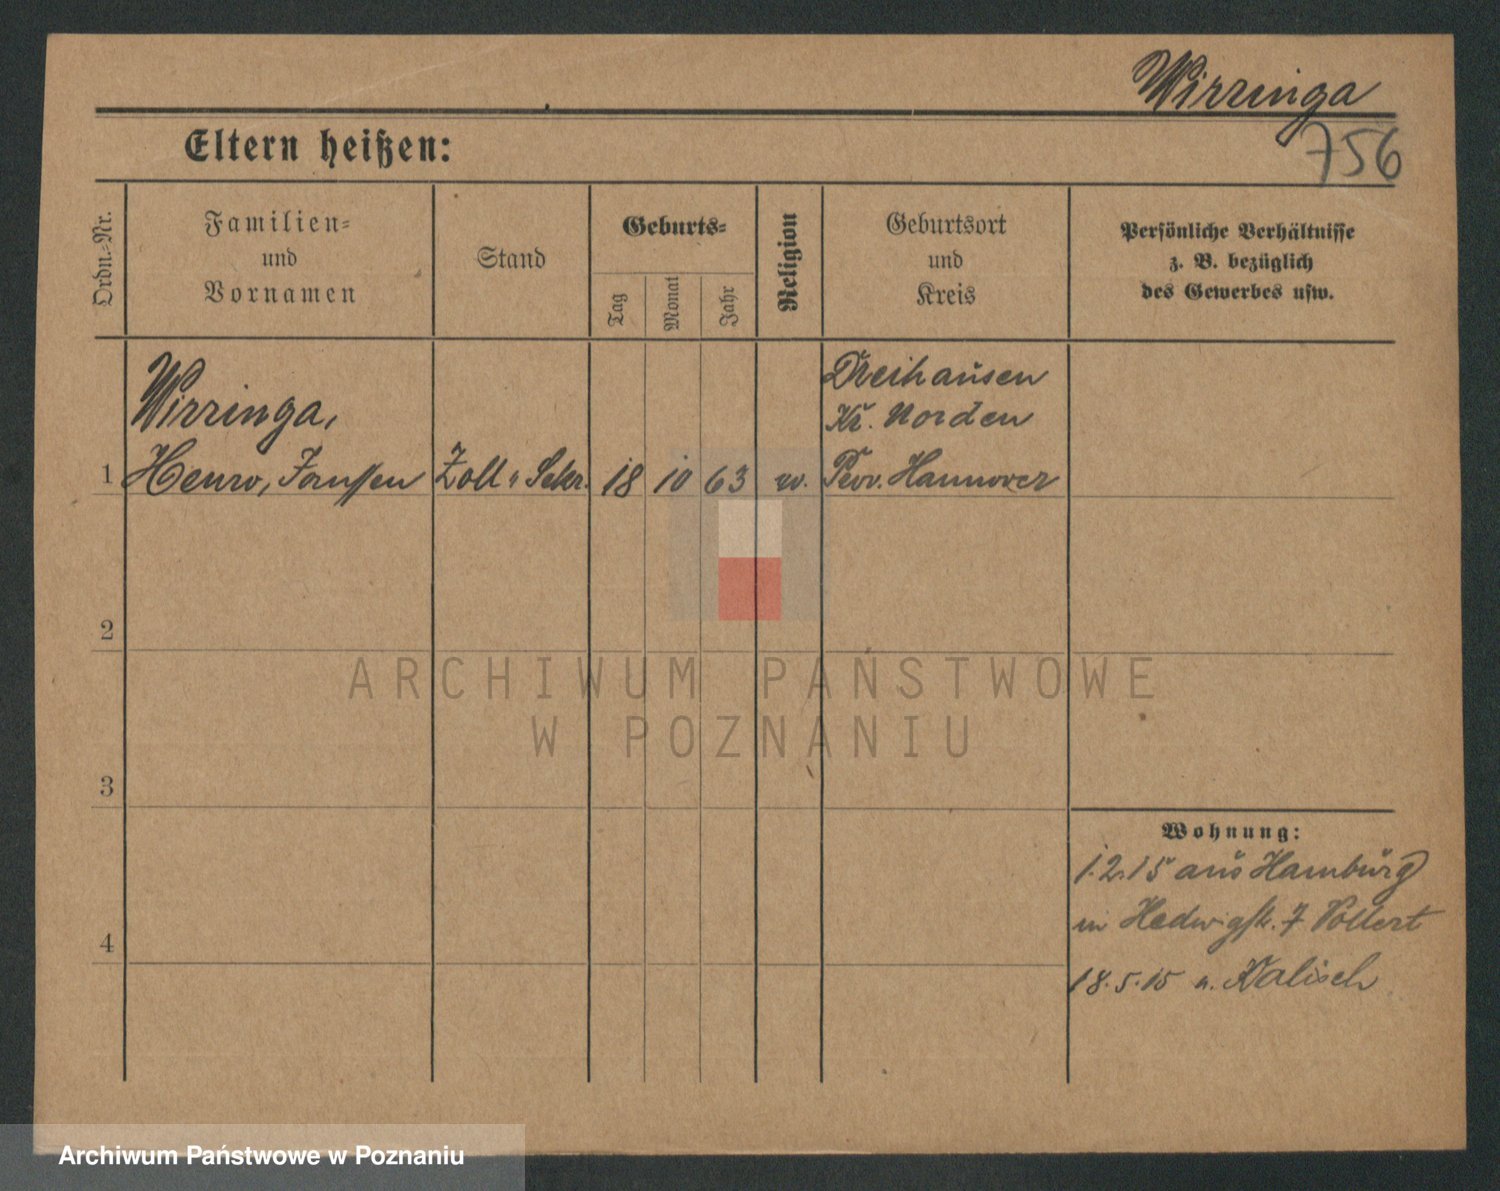 Wirringa
756
Eltern heißen:
Ordn.-Nr.
Familien-
und
Vornamen
Stand
Geburts-
Tag
Monat
Jahr
Religion
Geburtsort
und
Kreis
Persönliche Verhältnisse
z. B. bezüglich
des Gewerbes usw.
Wirringa,
1 Janssen Zoll-Sekr. 18 10 63
Dreihausen
Kr. Norden
Prov. Hannover
2
3
4
Wohnung:
1.2.15 aus Hamburg
in Hedwigstr. 7 Vollert
18.5.15 n. Kalisch
ARCHIWUM PAŃSTWOWE
W POZNANIU
Archiwum Państwowe w Poznaniu